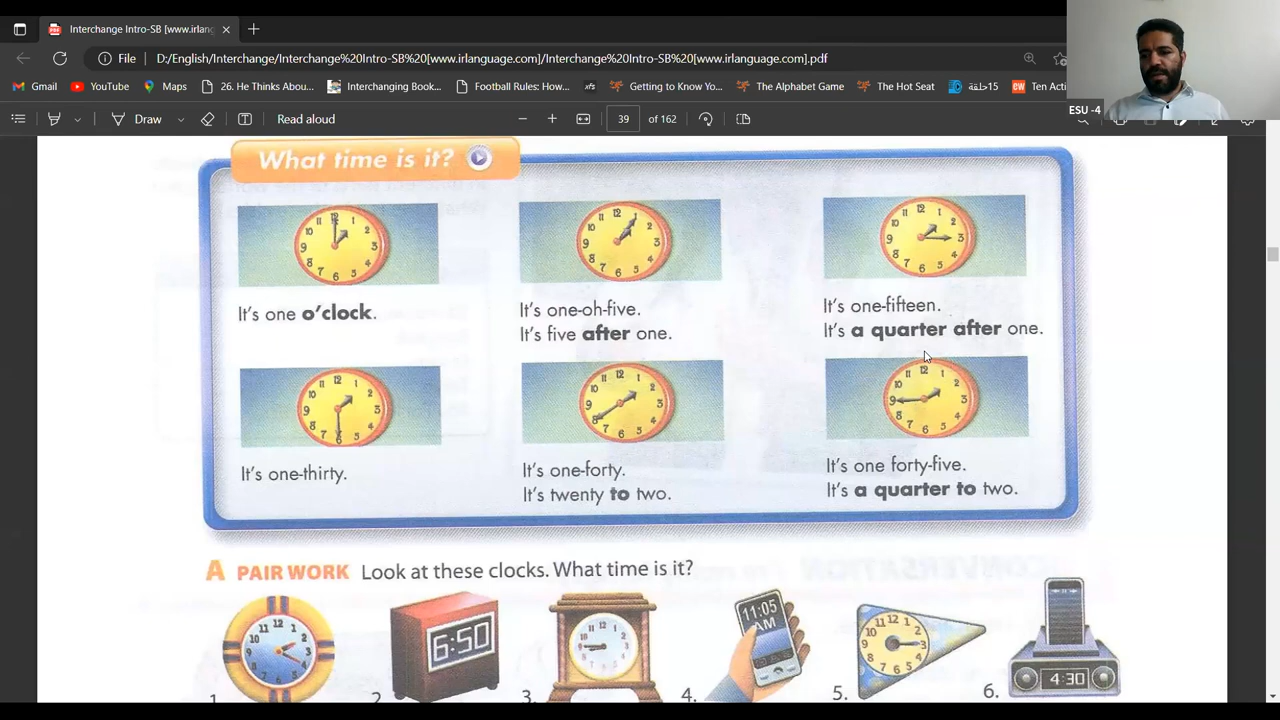 Interchange Intro-SB [www.irlang
File D:/English/Interchange/Interchange%20Intro-SB%20[www.irlanguage.com]/Interchange%20Intro-SB%20[www.irlanguage.com].pdf
Gmail YouTube Maps 26. He Thinks Abou... Interchanging Book... xfs Football Rules: How... Getting to Know Yo... The Alphabet Game The Hot Seat 15حلقة ew Ten Acti
ESU -4
Draw Read aloud 39 of 162
What time is it?
It's one o'clock.
It's one-oh-five.
It's five after one.
It's one-fifteen.
It's a quarter after one.
It's one-thirty.
It's one-forty.
It's twenty to two.
It's one forty-five.
It's a quarter to two.
A PAIR WORK Look at these clocks. What time is it?
6:50
11:05
AM
4:30
1. 2. 3. 4. 5. 6.